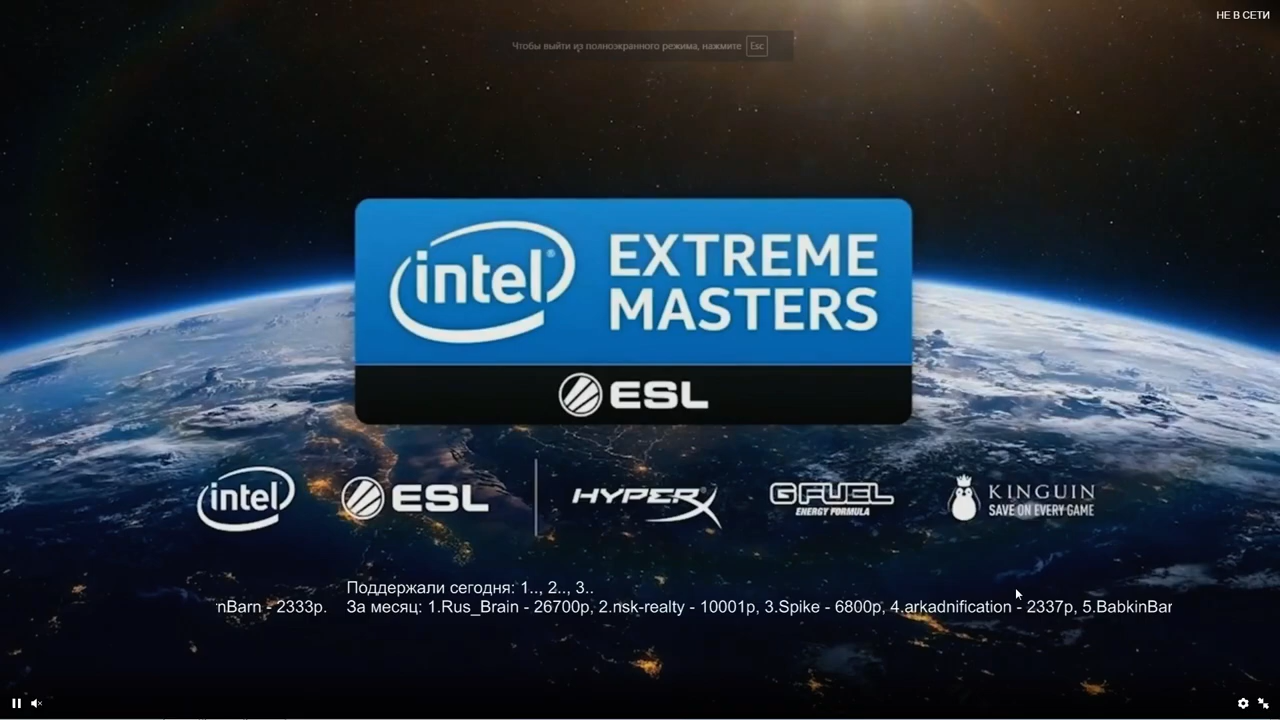 НЕ В СЕТИ
Чтобы выйти из полноэкранного режима, нажмите Esc
intel® EXTREME
MASTERS
ESL
intel ESL HYPERX GFUEL ENERGY FORMULA KINGUIN SAVE ON EVERY GAME
Поддержали сегодня: 1.., 2.., 3..
nBarn - 2333р. За месяц: 1.Rus_Brain - 26700р, 2.nsk-realty - 10001р, 3.Spike - 6800р, 4.arkadnification - 2337р, 5.BabkinBar